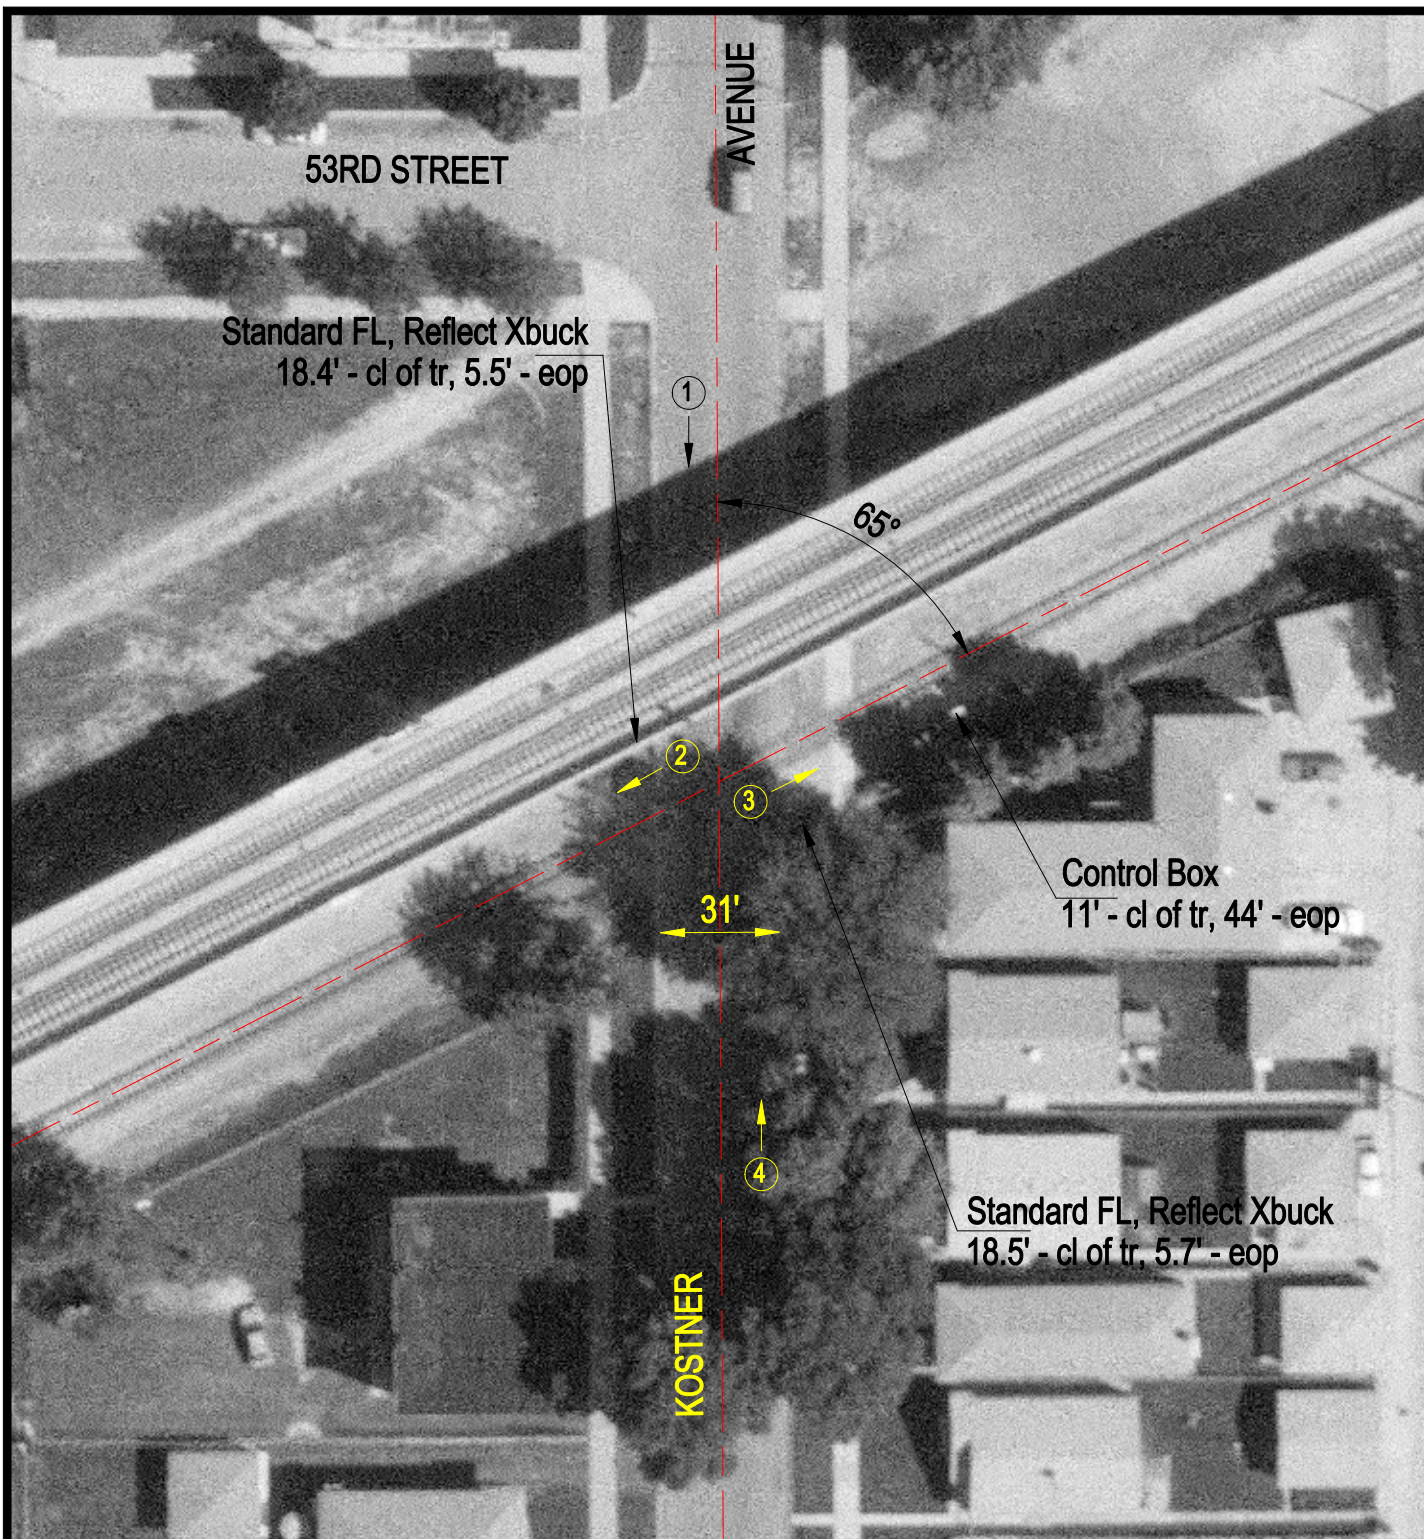 AVENUE
53RD STREET
Standard FL, Reflect Xbuck
18.4' - cl of tr, 5.5' - eop
1
65°
2
3
Control Box
11' - cl of tr, 44' - eop
31'
4
Standard FL, Reflect Xbuck
18.5' - cl of tr, 5.7' - eop
KOSTNER